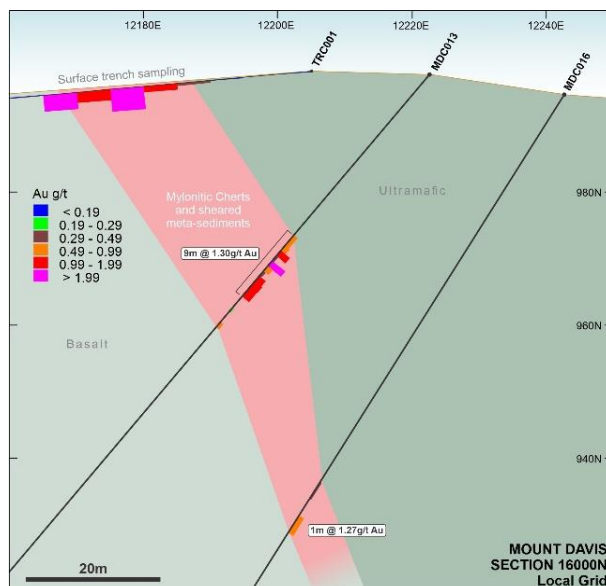 12180E
12200E
12220E
12240E
TRC001
MDC013
MDC016
Surface trench sampling
980N
Au g/t
< 0.19
0.19 - 0.29
0.29 - 0.49
0.49 - 0.99
0.99 - 1.99
> 1.99
Mylonitic Cherts
and sheared
meta-sediments
Ultramafic
9m @ 1.30g/t Au
960N
Basalt
940N
1m @ 1.27g/t Au
20m
MOUNT DAVIS
SECTION 16000N
Local Grid